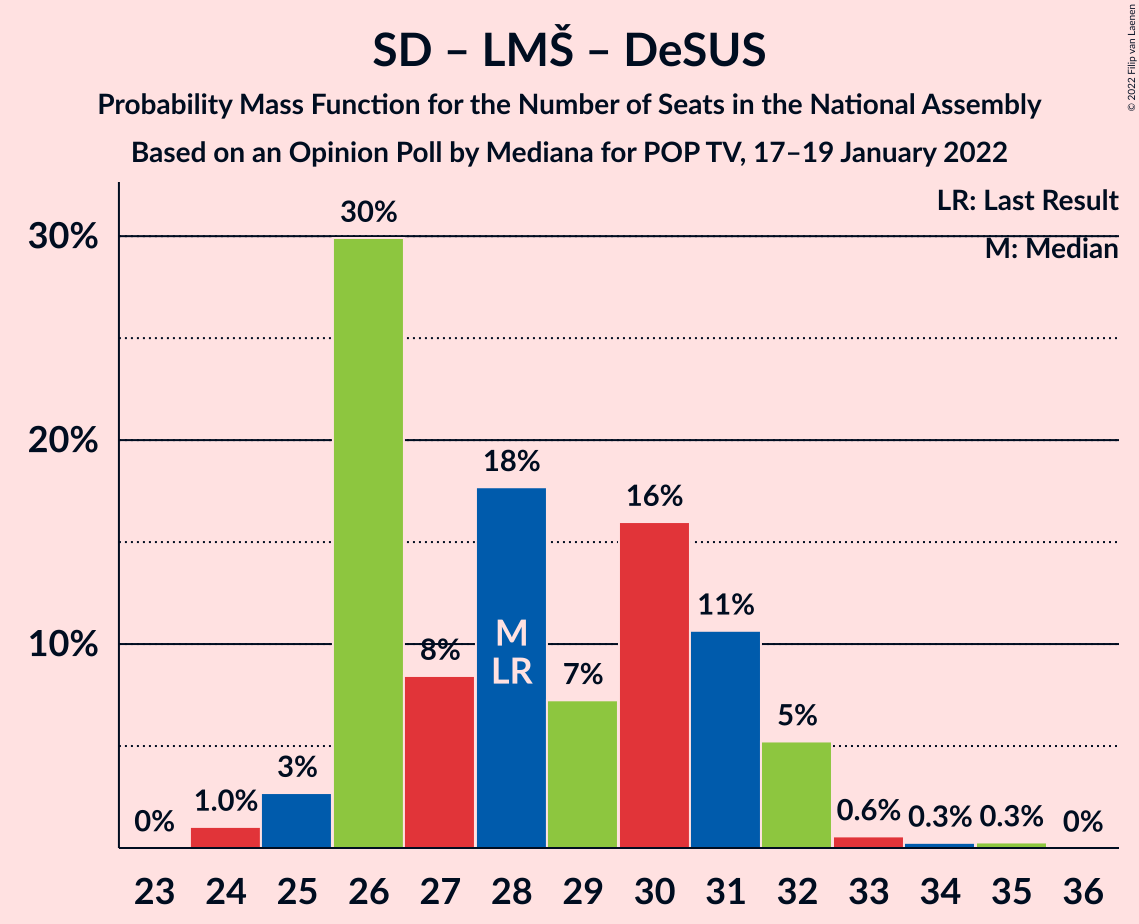 SD – LMŠ – DeSUS
Probability Mass Function for the Number of Seats in the National Assembly
Based on an Opinion Poll by Mediana for POP TV, 17–19 January 2022
© 2022 Filip van Laenen
LR: Last Result
M: Median
30%
20%
10%
0%
1.0%
3%
30%
8%
18%
7%
16%
11%
5%
0.6%
0.3%
0.3%
0%
M
LR
23 24 25 26 27 28 29 30 31 32 33 34 35 36